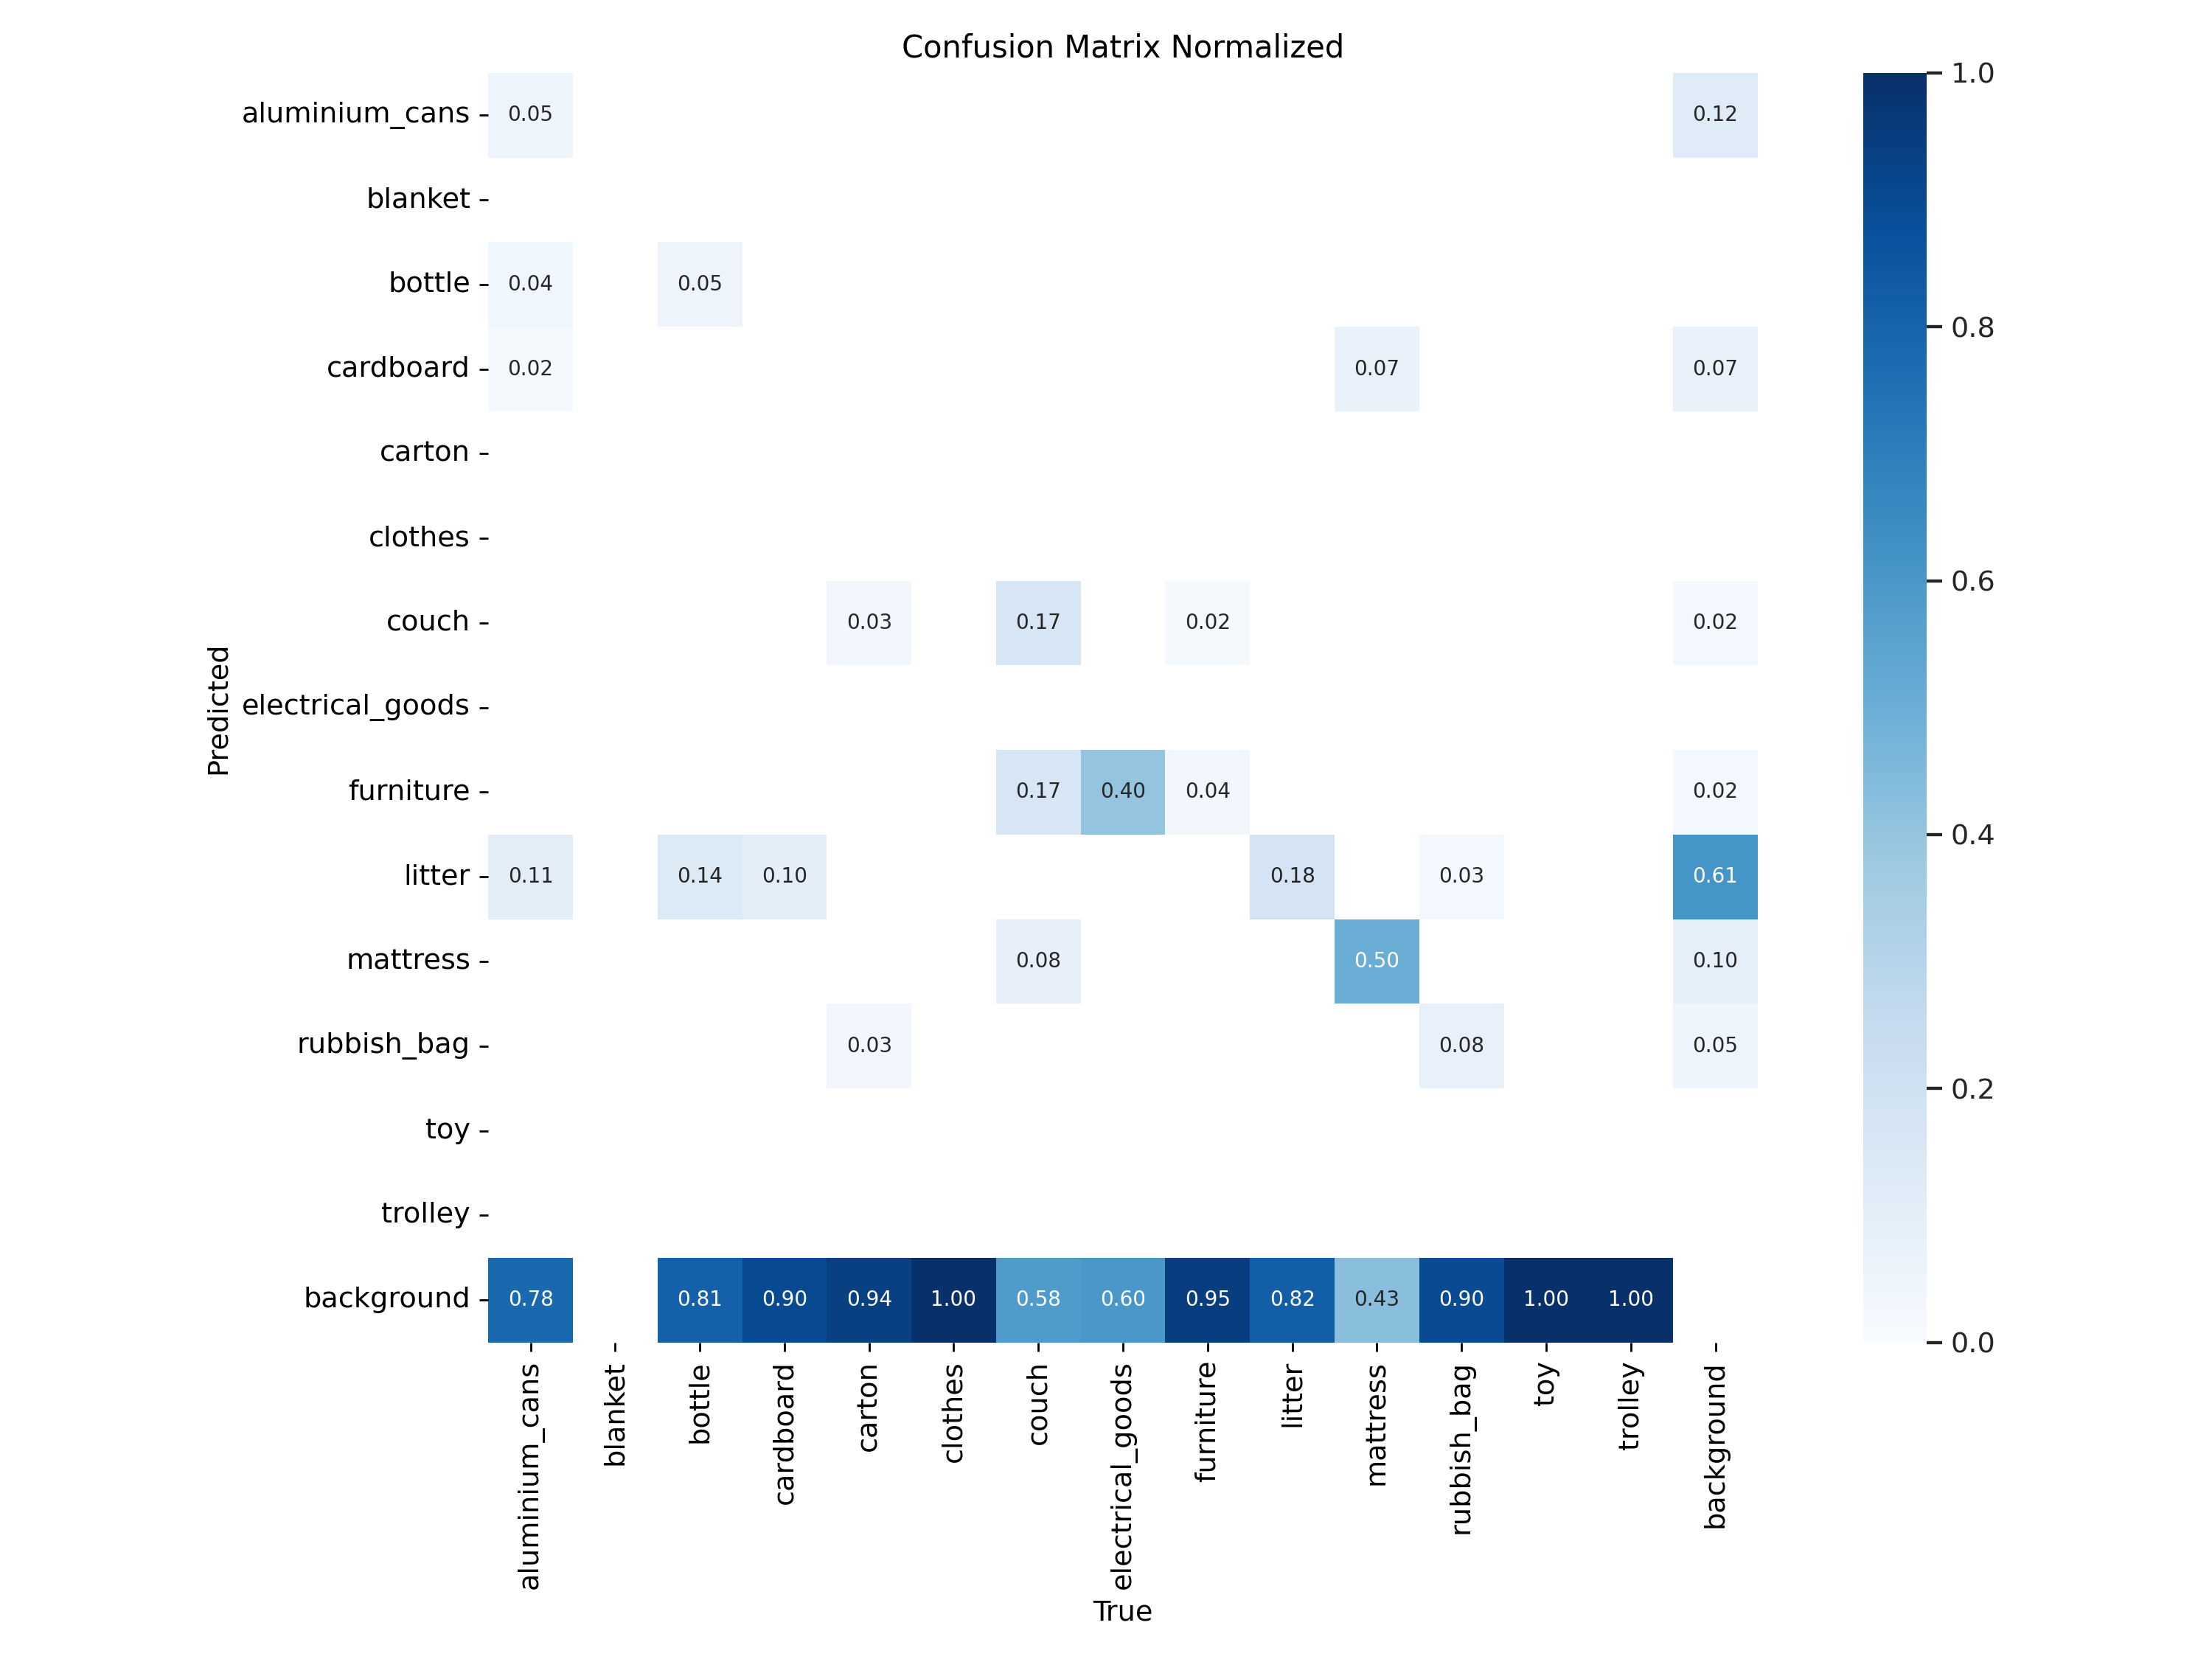 Confusion Matrix Normalized
aluminium_cans 0.05 0.12 1.0
blanket
bottle 0.04 0.05
cardboard 0.02 0.07 0.07 0.8
carton
clothes
couch 0.03 0.17 0.02 0.02 0.6
electrical_goods
furniture 0.17 0.40 0.04 0.02 0.4
litter 0.11 0.14 0.10 0.18 0.03 0.61
mattress 0.08 0.50 0.10
rubbish_bag 0.03 0.08 0.05 0.2
toy
trolley
background 0.78 0.81 0.90 0.94 1.00 0.58 0.60 0.95 0.82 0.43 0.90 1.00 1.00 0.0
Predicted
aluminium_cans
blanket
bottle
cardboard
carton
clothes
couch
electrical_goods
furniture
litter
mattress
rubbish_bag
toy
trolley
background
True